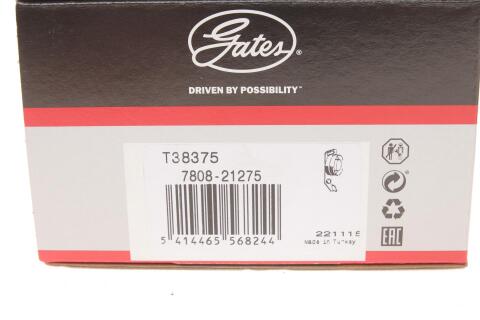 Gates®
DRIVEN BY POSSIBILITY™
T38375
7808-21275
5 414465 568244
221115
Made in Turkey
EAC